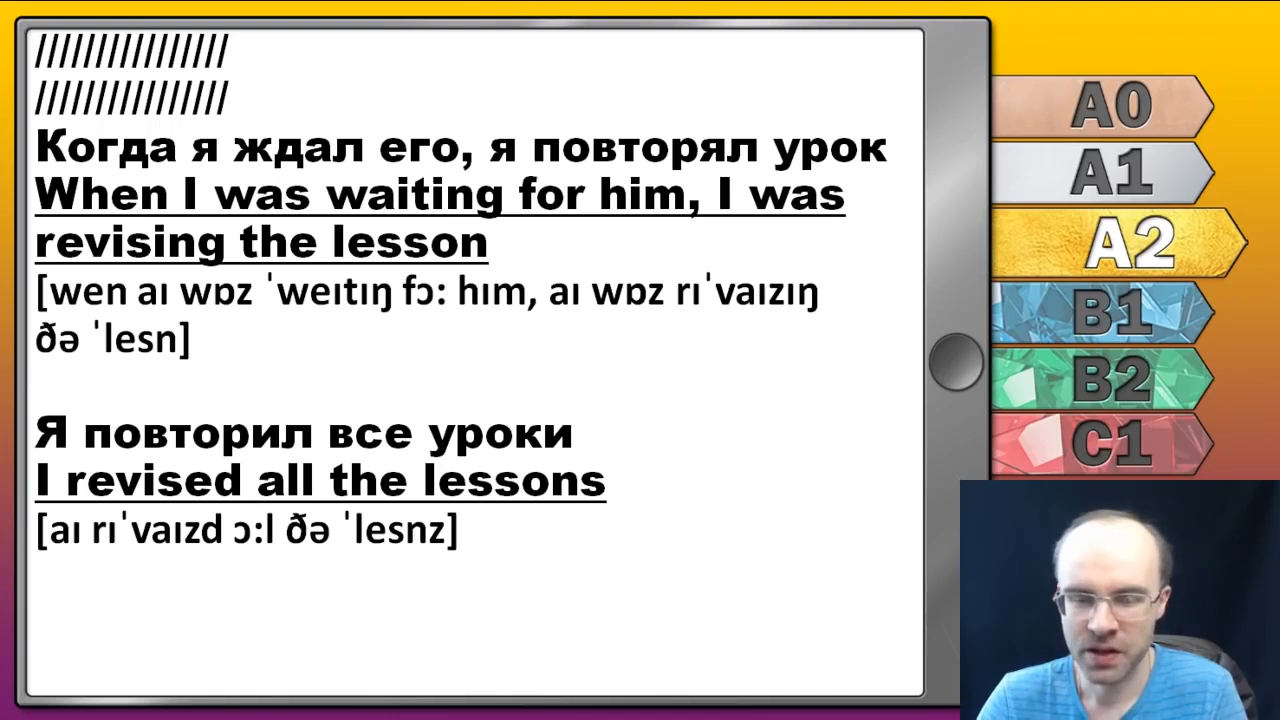 ////////////////
////////////////
Когда я ждал его, я повторял урок
When I was waiting for him, I was
revising the lesson
[wen aɪ wɒz ˈweɪtɪŋ fɔː hɪm, aɪ wɒz rɪˈvaɪzɪŋ
ðə ˈlesn]
Я повторил все уроки
I revised all the lessons
[aɪ rɪˈvaɪzd ɔːl ðə ˈlesnz]
A0
A1
A2
B1
B2
C1